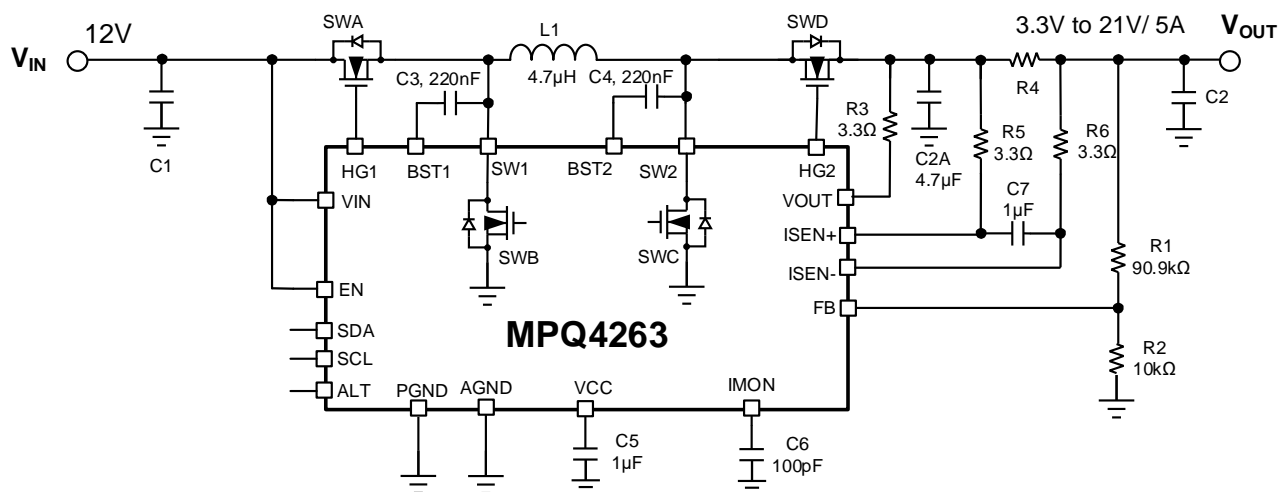 SWA
L1
SWD
3.3V to 21V/ 5A
VOUT
12V
VIN
4.7µH
C3, 220nF
C4, 220nF
R4
C2
R3
3.3Ω
R5
3.3Ω
R6
3.3Ω
C1
C2A
4.7µF
HG1
BST1
SW1
BST2
SW2
HG2
VIN
VOUT
C7
1µF
ISEN+
SWB
SWC
R1
90.9kΩ
ISEN-
EN
FB
MPQ4263
SDA
SCL
ALT
R2
10kΩ
PGND
AGND
VCC
IMON
C5
1µF
C6
100pF